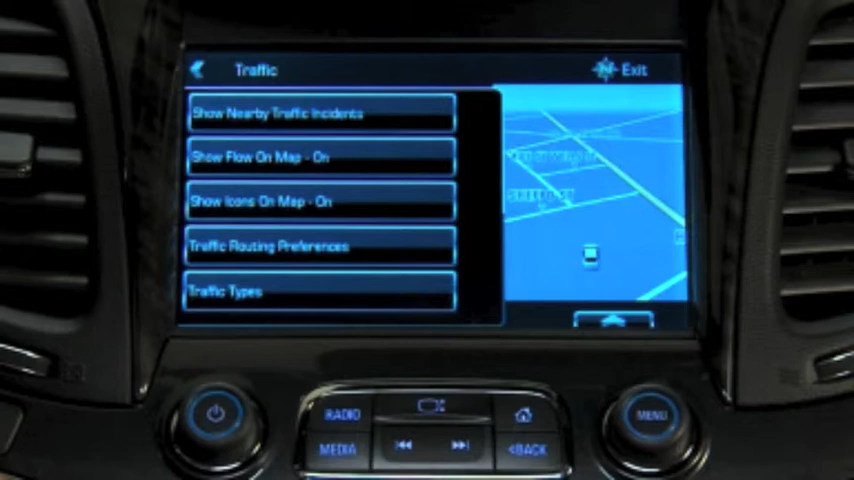 Traffic
Exit
Show Nearby Traffic Incidents
Show Flow On Map - On
Show Icons On Map - On
Traffic Routing Preferences
Traffic Types
RADIO
MEDIA
<BACK
MENU